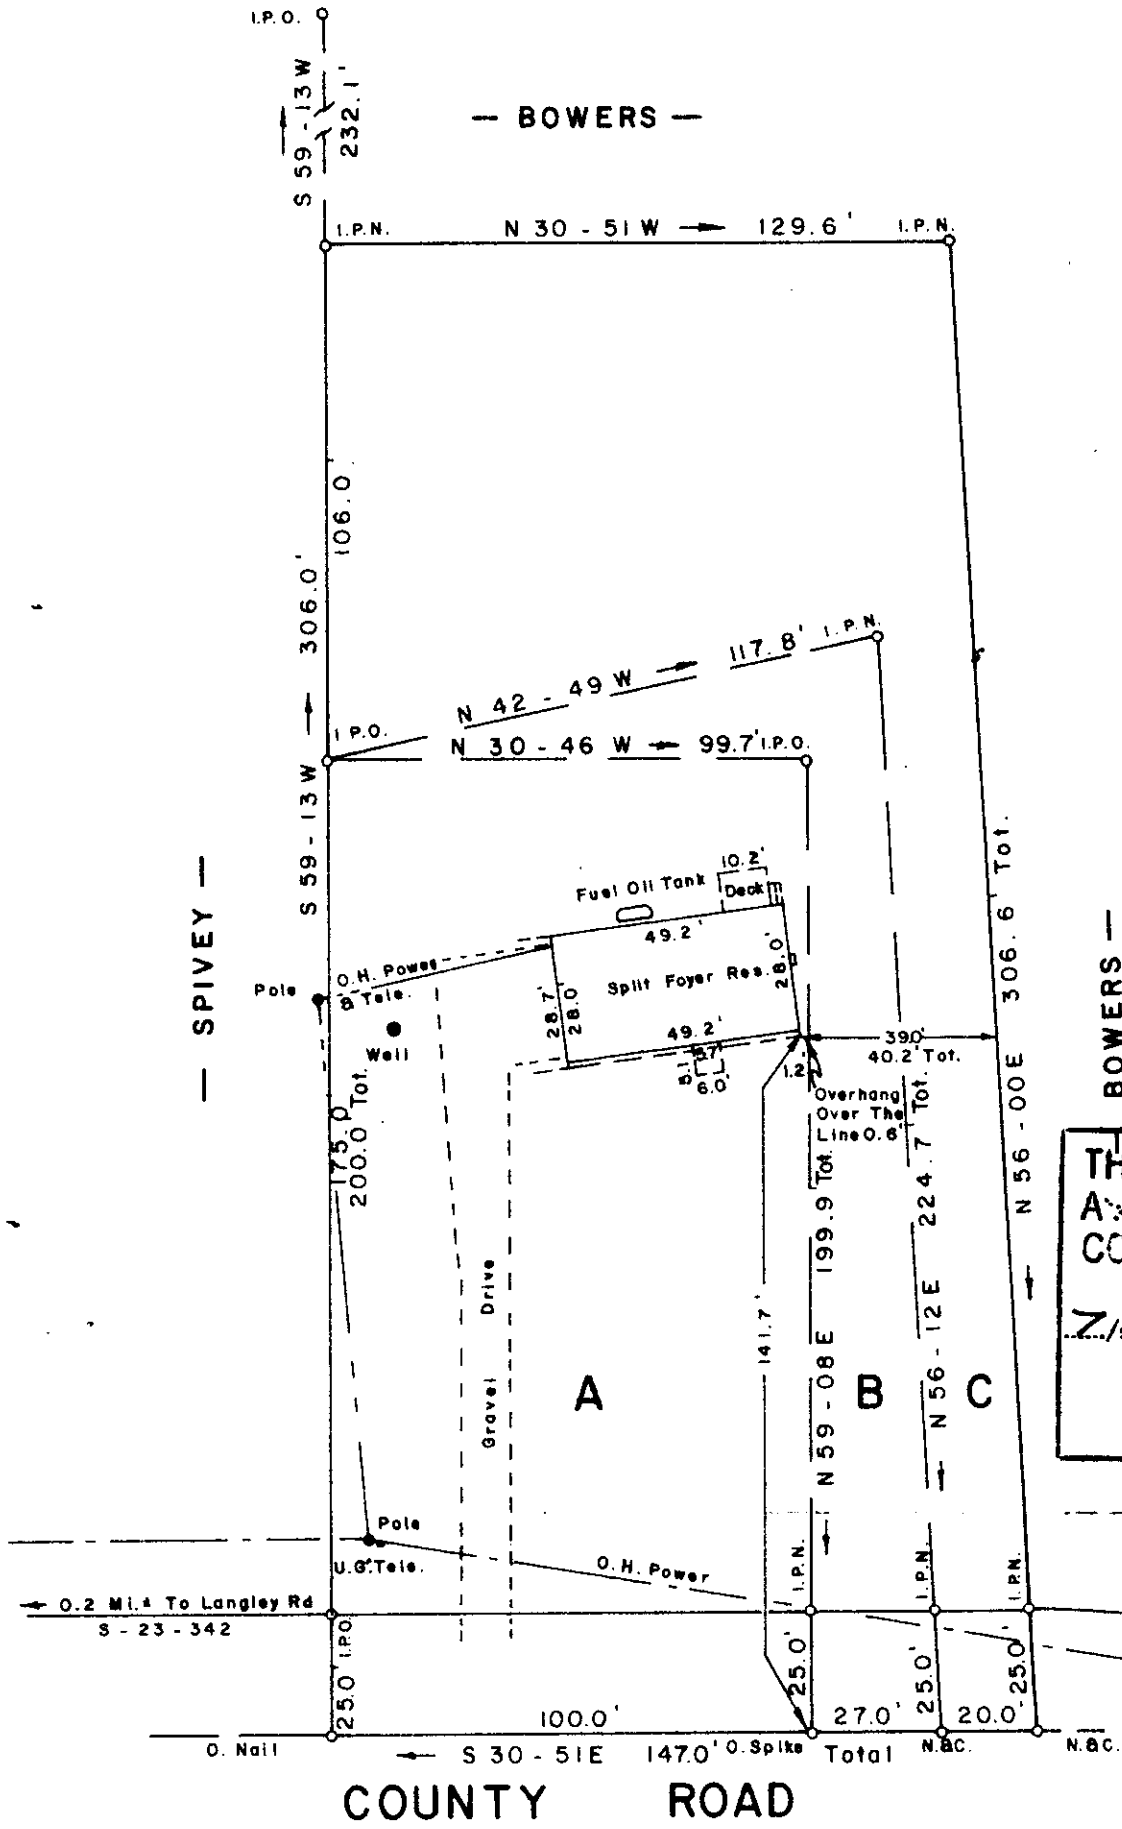 I.P.O.
S 59 - 13 W
232.1'
— BOWERS —
I.P.N.
N 30 - 51 W
129.6'
I.P.N.
306.0'
106.0'
117.8'
I.P.N.
N 42 - 49 W
I.P.O.
N 30 - 46 W
99.7'
I.P.O.
S 59 - 13 W
306.6' Tot.
10.2'
Fuel Oil Tank
Deck
49.2'
— SPIVEY —
O.H. Power
& Tele.
Pole
Split Foyer Res.
28.0'
28.7'
28.0'
Well
49.2'
5.7'
5.1'
6.0'
1.2'
39.0'
40.2' Tot.
BOWERS —
Overhang
Over The
Line 0.6'
175.0
200.0 Tot.
199.9 Tot.
224.7' Tot.
N 56 - 00 E
TH
A
CO
Gravel Drive
141.7'
N 59 - 08 E
N 56 - 12 E
A
B
C
Pole
U.G. Tele.
O.H. Power
I.P.N.
I.P.N.
I.P.N.
0.2 Mi.± To Langley Rd
S - 23 - 342
I.P.O.
25.0'
25.0'
25.0'
25.0'
100.0'
27.0'
20.0'
O. Nail
S 30 - 51 E
147.0'
O. Spike
Total
N.&C.
N.&C.
COUNTY ROAD